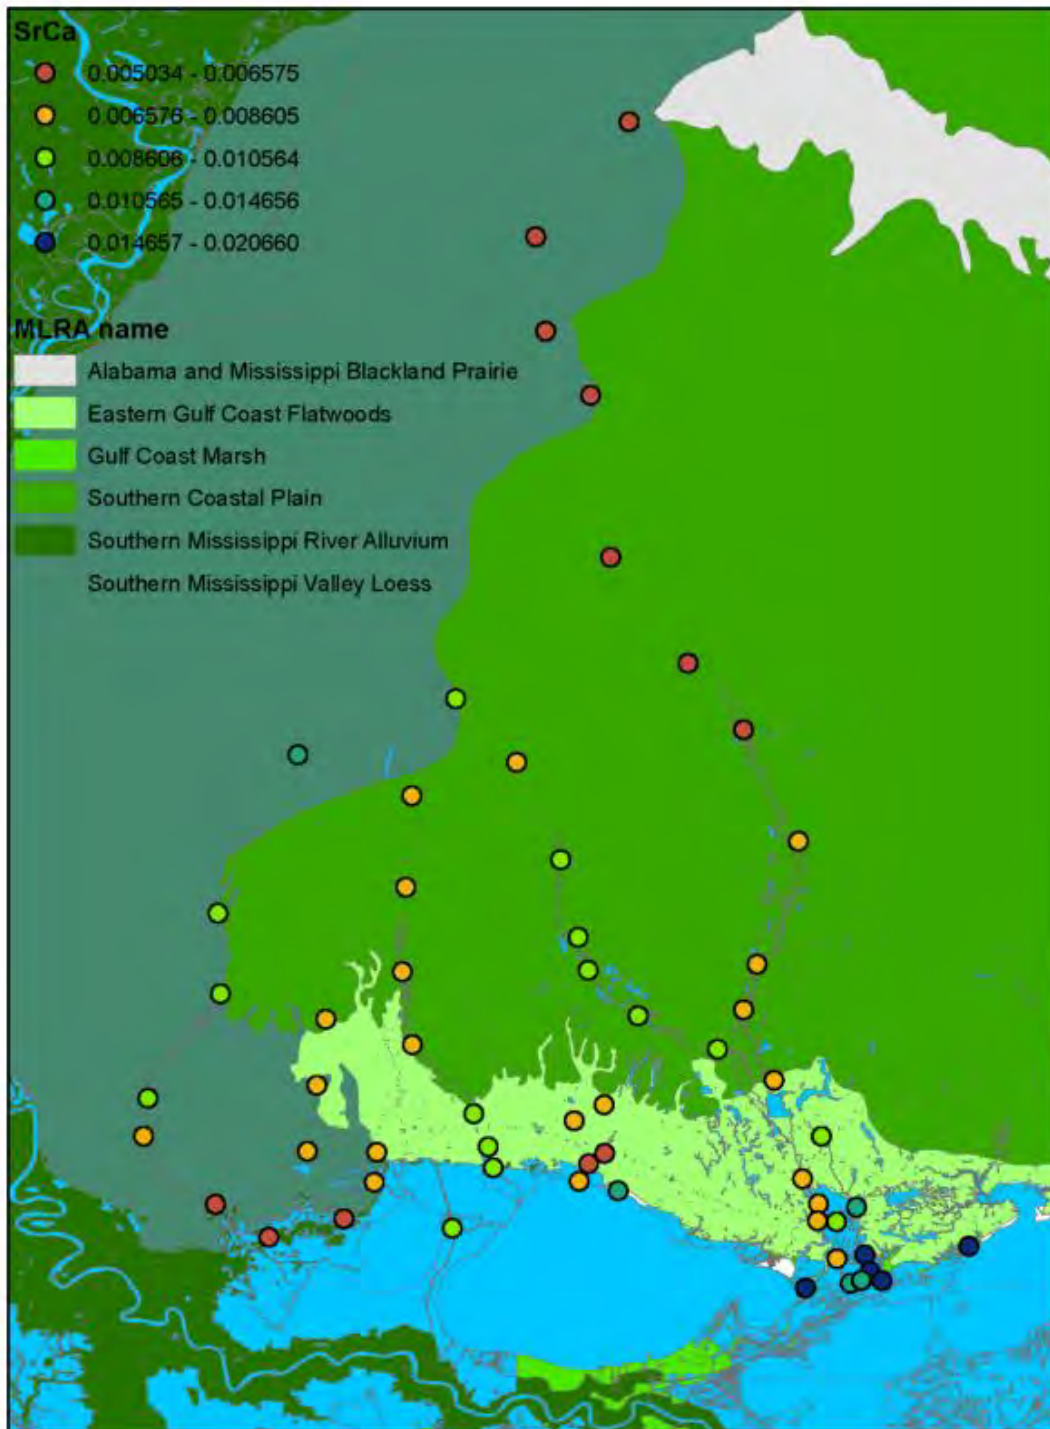 SrCa
0.005034 - 0.006575
0.006576 - 0.008605
0.008606 - 0.010564
0.010565 - 0.014656
0.014657 - 0.020660
MLRA name
Alabama and Mississippi Blackland Prairie
Eastern Gulf Coast Flatwoods
Gulf Coast Marsh
Southern Coastal Plain
Southern Mississippi River Alluvium
Southern Mississippi Valley Loess